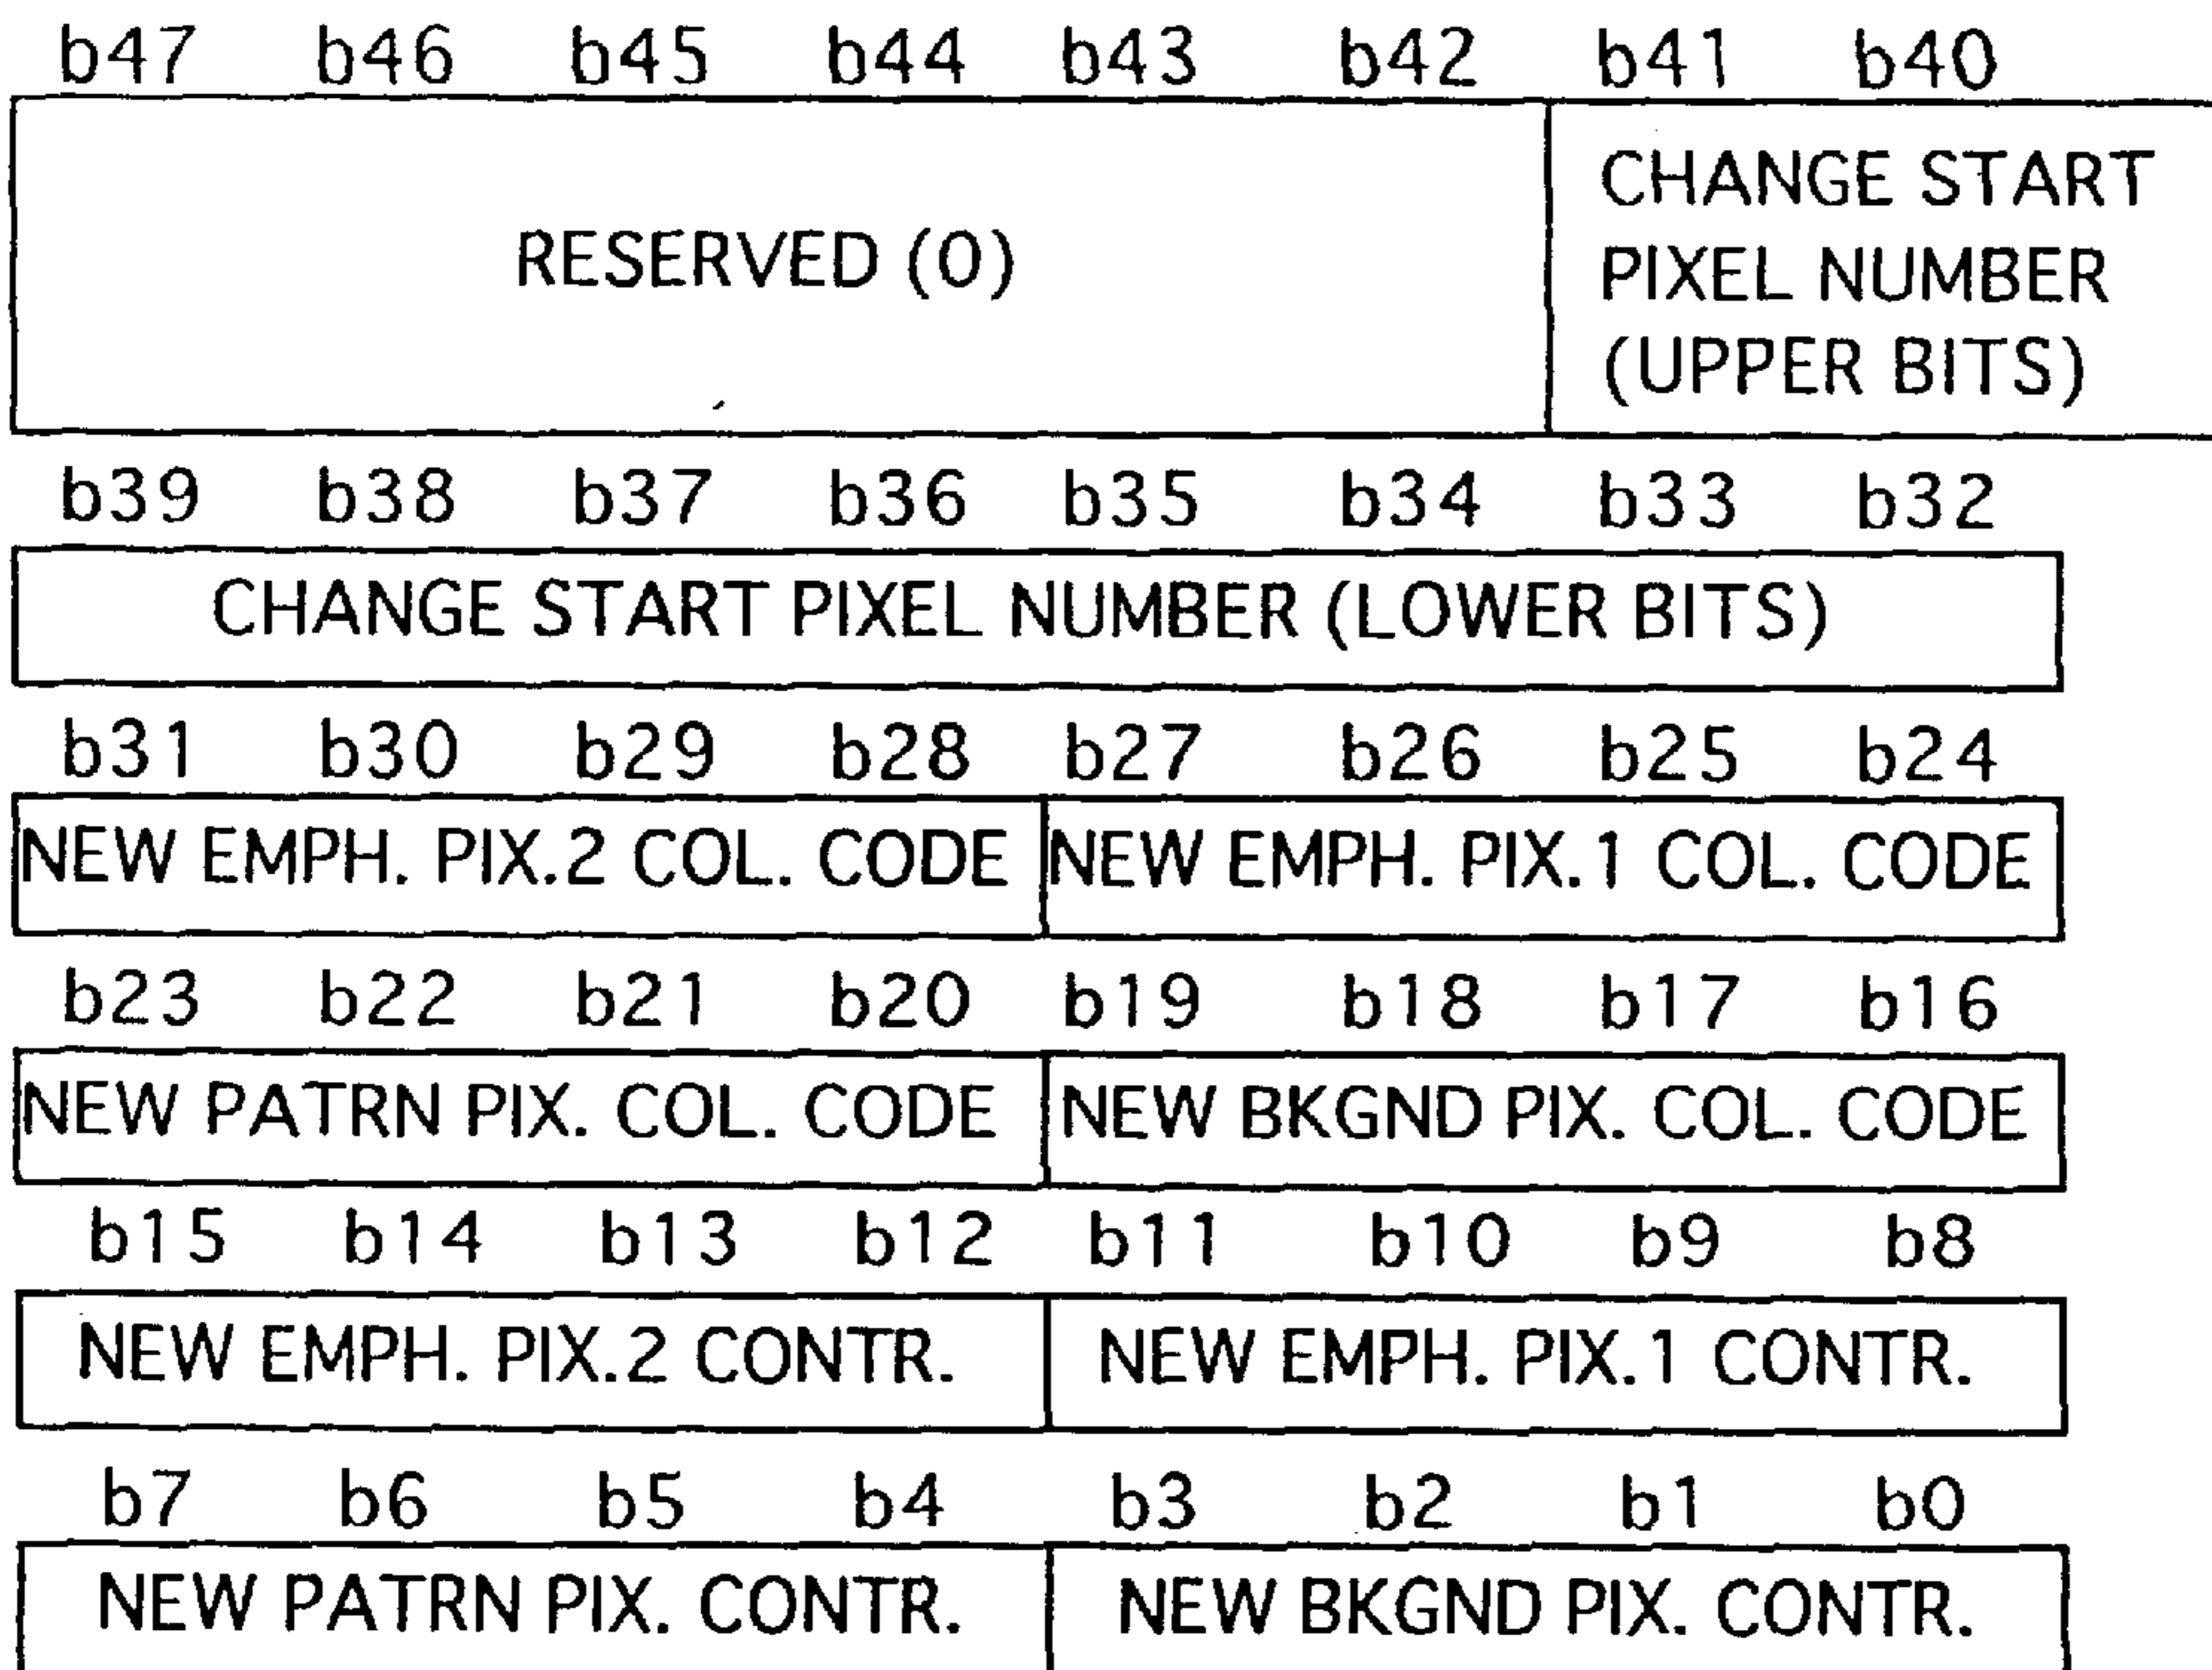 b47 b46 b45 b44 b43 b42 b41 b40
RESERVED (0)
CHANGE START
PIXEL NUMBER
(UPPER BITS)
b39 b38 b37 b36 b35 b34 b33 b32
CHANGE START PIXEL NUMBER (LOWER BITS)
b31 b30 b29 b28 b27 b26 b25 b24
NEW EMPH. PIX.2 COL. CODE NEW EMPH. PIX.1 COL. CODE
b23 b22 b21 b20 b19 b18 b17 b16
NEW PATRN PIX. COL. CODE NEW BKGND PIX. COL. CODE
b15 b14 b13 b12 b11 b10 b9 b8
NEW EMPH. PIX.2 CONTR. NEW EMPH. PIX.1 CONTR.
b7 b6 b5 b4 b3 b2 b1 b0
NEW PATRN PIX. CONTR. NEW BKGND PIX. CONTR.